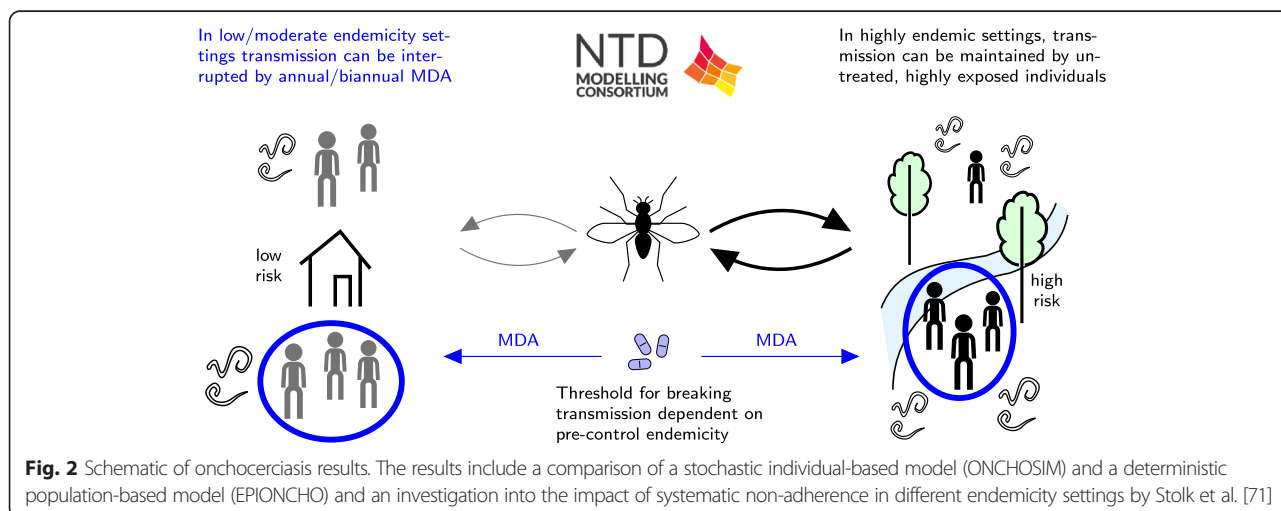 In low/moderate endemicity set-
tings transmission can be inter-
rupted by annual/biannual MDA
NTD
MODELLING
CONSORTIUM
In highly endemic settings, trans-
mission can be maintained by un-
treated, highly exposed individuals
low
risk
high
risk
MDA
MDA
Threshold for breaking
transmission dependent on
pre-control endemicity
Fig. 2 Schematic of onchocerciasis results. The results include a comparison of a stochastic individual-based model (ONCHOSIM) and a deterministic
population-based model (EPIONCHO) and an investigation into the impact of systematic non-adherence in different endemicity settings by Stolk et al. [71]